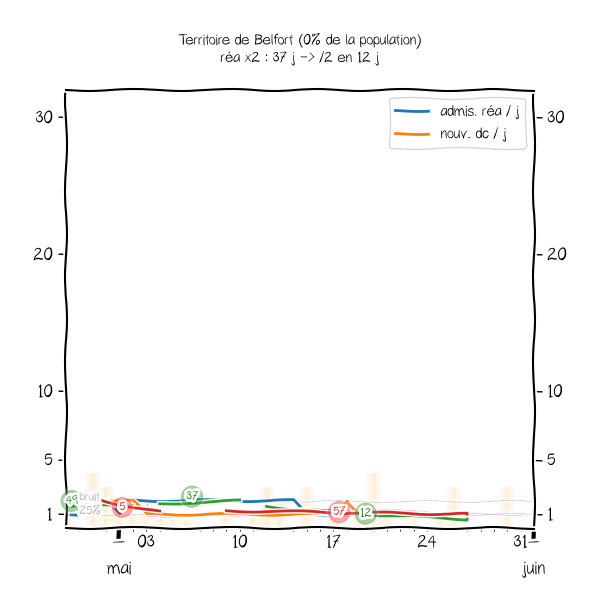 Territoire de Belfort (0% de la population)
réa x2 : 37 j -> /2 en 12 j
admis. réa / j
nouv. dc / j
30
30
20
20
10
10
5
5
1
1
bruit
25%
5
37
57
12
03
10
17
24
31
mai
juin